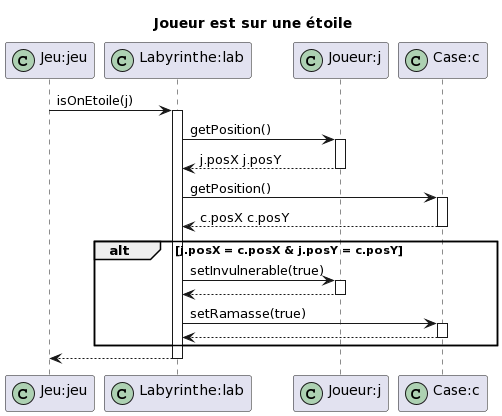 Joueur est sur une étoile
C Jeu:jeu
C Labyrinthe:lab
C Joueur:j
C Case:c
isOnEtoile(j)
getPosition()
j.posX j.posY
getPosition()
c.posX c.posY
alt [j.posX = c.posX & j.posY = c.posY]
setInvulnerable(true)
setRamasse(true)
C Jeu:jeu
C Labyrinthe:lab
C Joueur:j
C Case:c